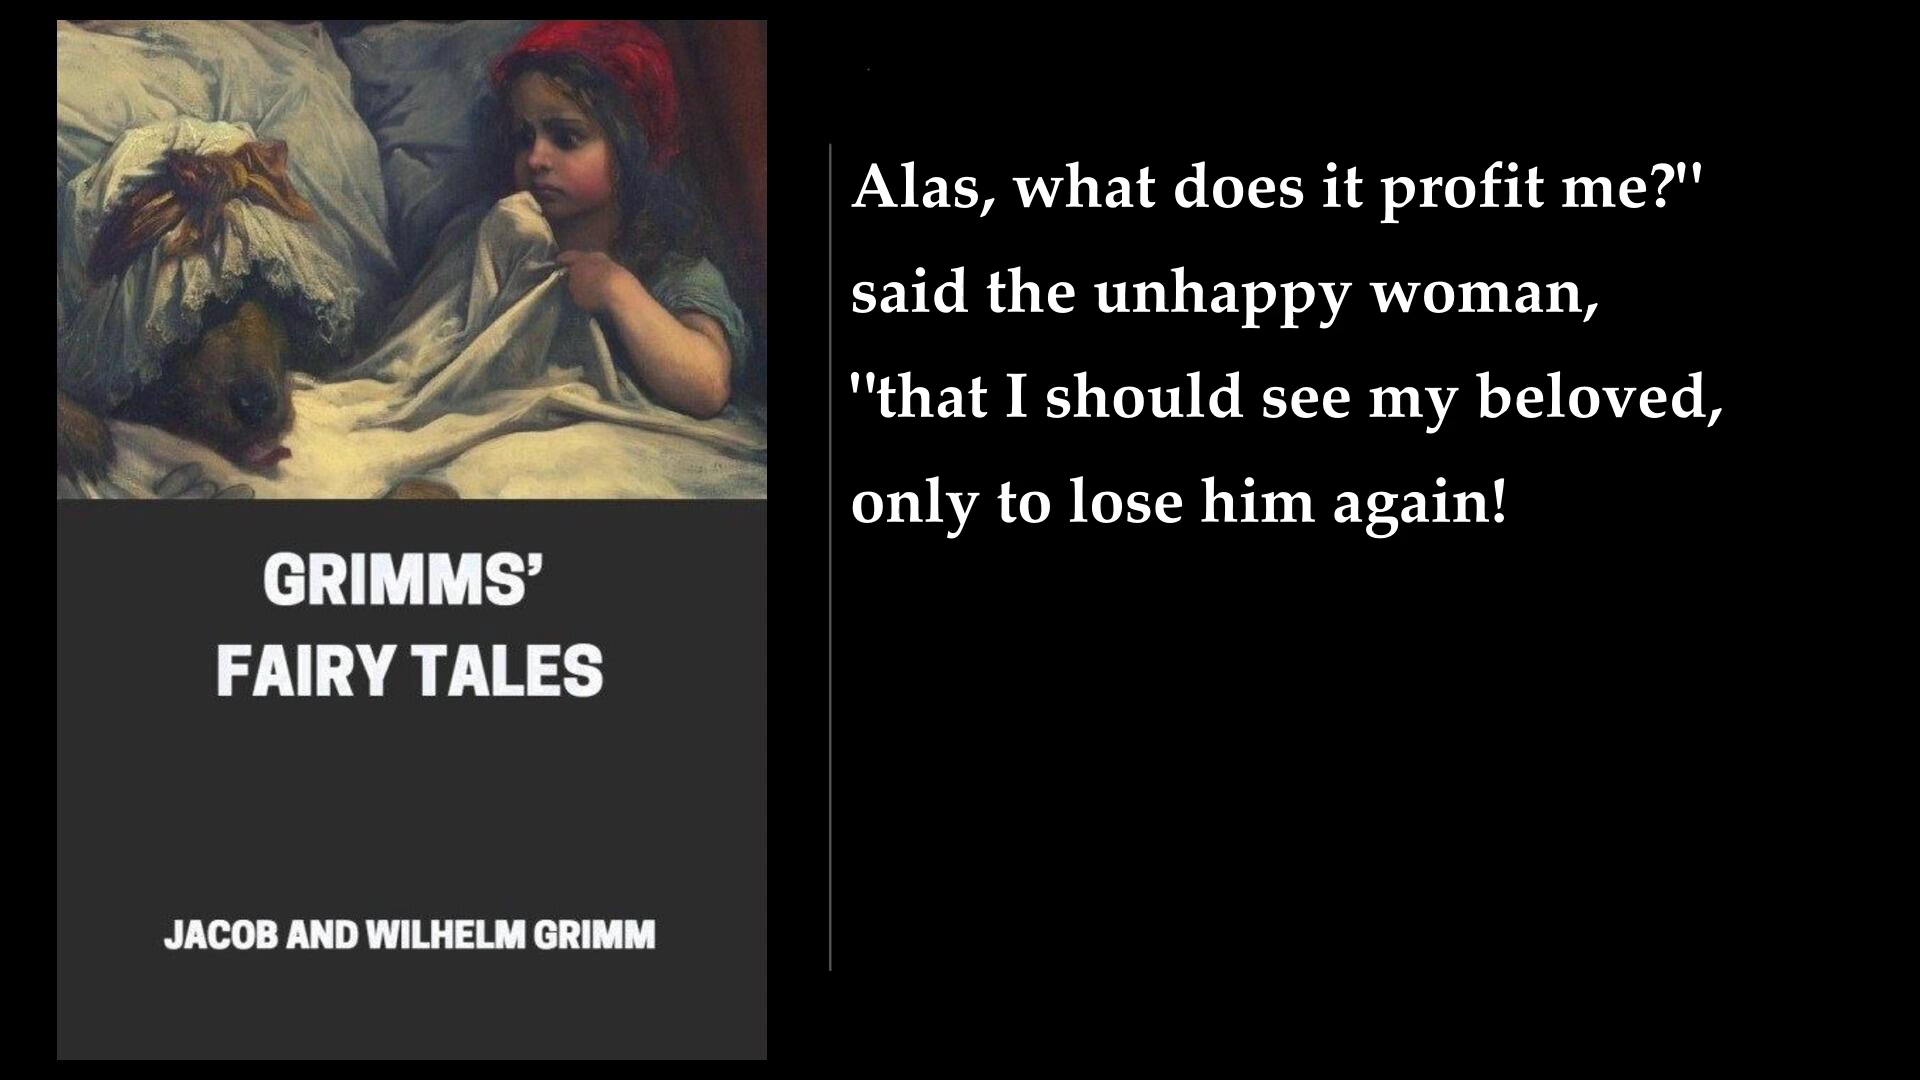 GRIMMS’
FAIRY TALES
JACOB AND WILHELM GRIMM
Alas, what does it profit me?"
said the unhappy woman,
"that I should see my beloved,
only to lose him again!